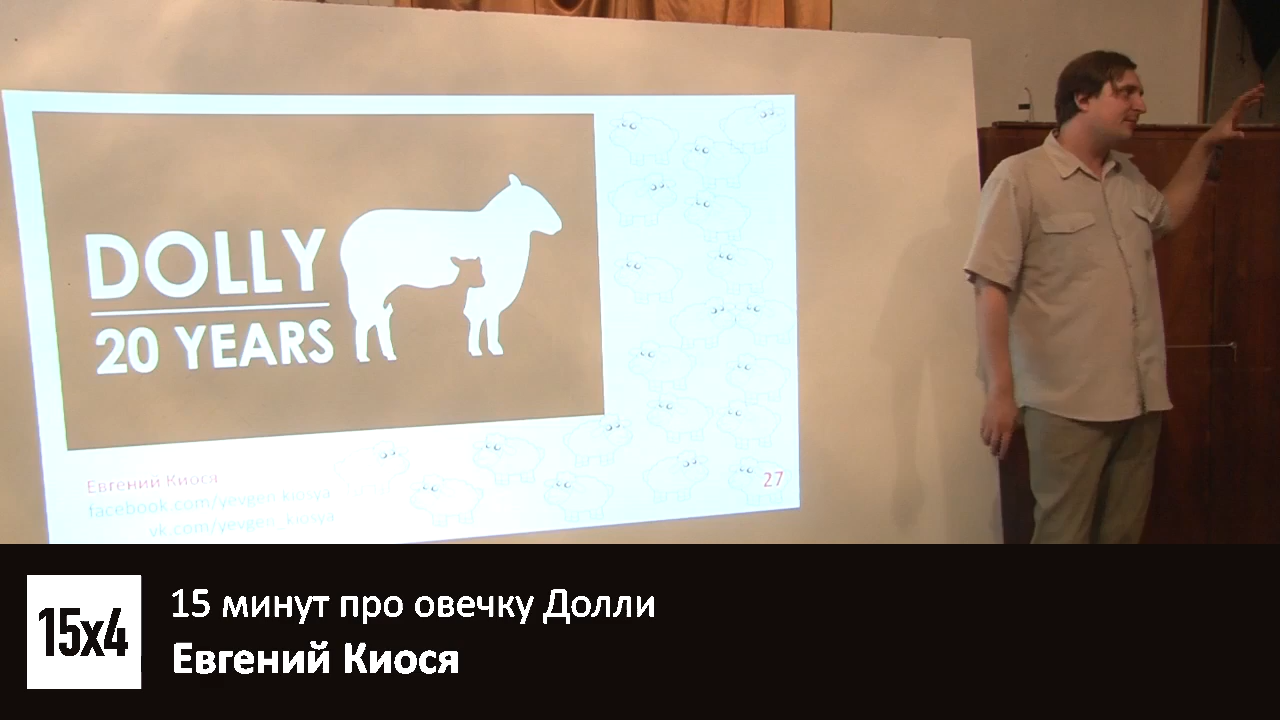 DOLLY
20 YEARS
Евгений Киося
facebook.com/yevgen.kiosya
vk.com/yevgen_kiosya
27
15x4
15 минут про овечку Долли
Евгений Киося